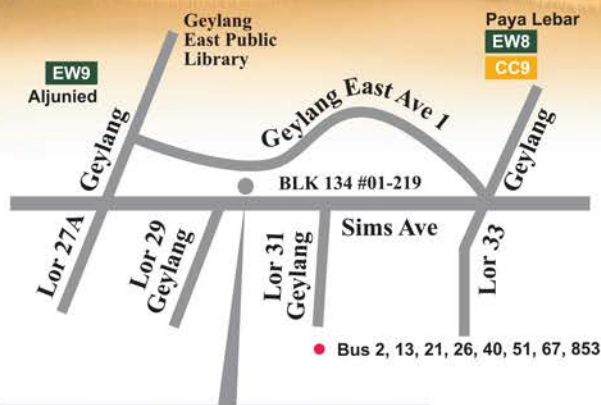 Geylang
East Public
Library
Paya Lebar
EW8
CC9
EW9
Aljunied
Geylang East Ave 1
Geylang
Geylang
BLK 134 #01-219
Sims Ave
Lor 27A
Lor 29
Geylang
Lor 31
Geylang
Lor 33
Bus 2, 13, 21, 26, 40, 51, 67, 853